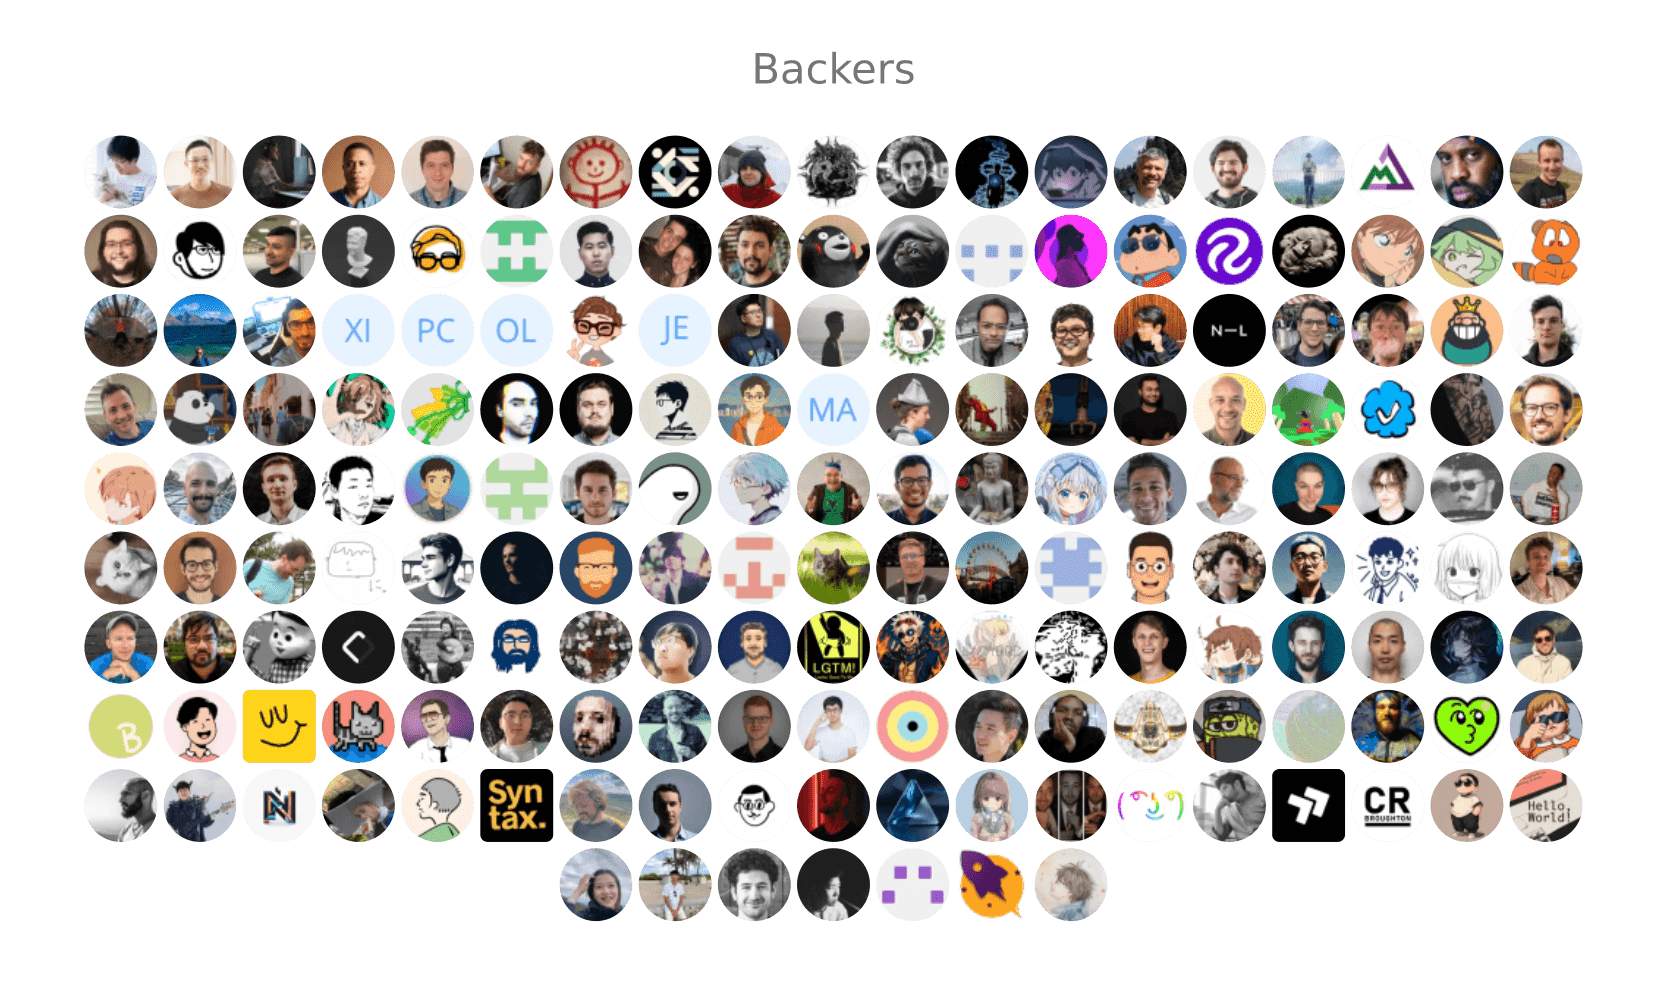 Backers
XI
PC
OL
JE
N—L
MA
LGTM!
B
Syn
tax.
CR
BROUGHTON
Hello,
World!